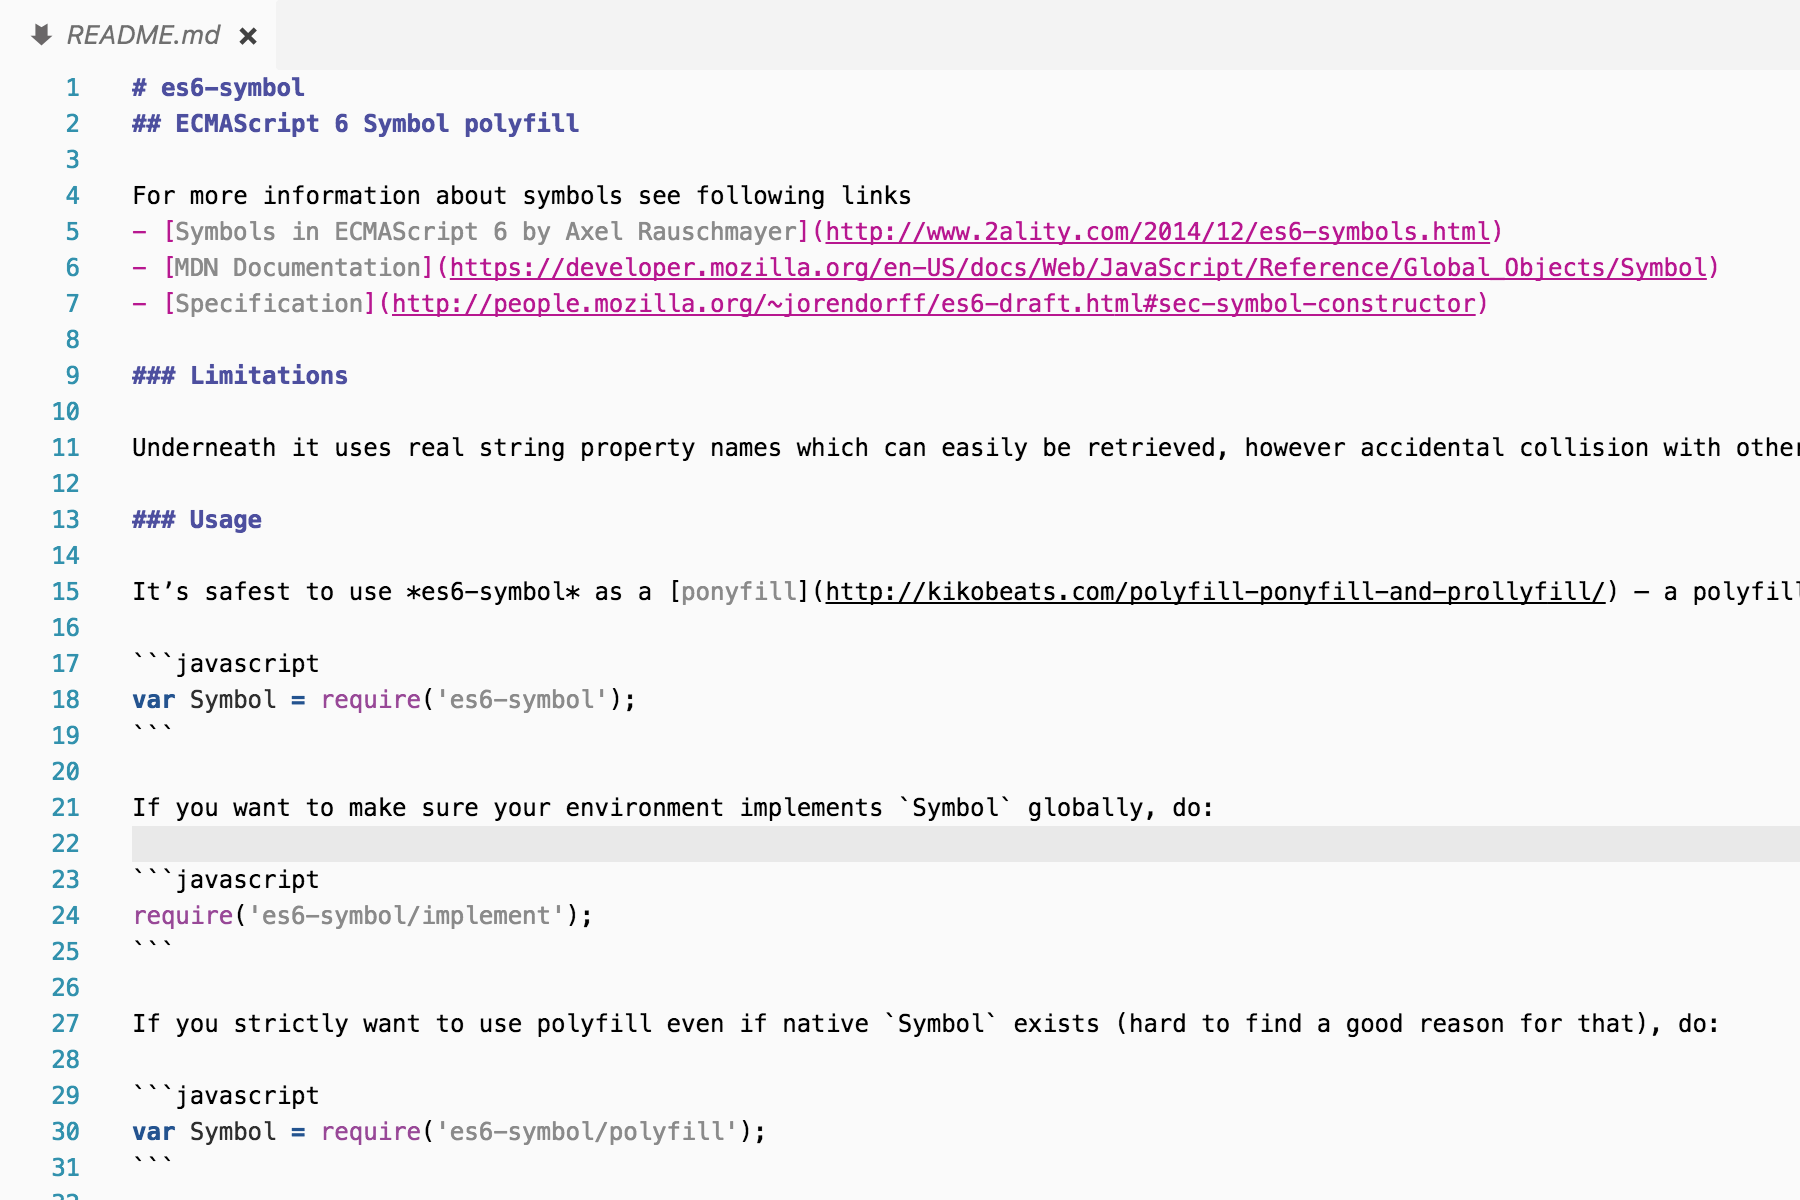 README.md
1 # es6-symbol
2 ## ECMAScript 6 Symbol polyfill
3
4 For more information about symbols see following links
5 - [Symbols in ECMAScript 6 by Axel Rauschmayer](http://www.2ality.com/2014/12/es6-symbols.html)
6 - [MDN Documentation](https://developer.mozilla.org/en-US/docs/Web/JavaScript/Reference/Global_Objects/Symbol)
7 - [Specification](http://people.mozilla.org/~jorendorff/es6-draft.html#sec-symbol-constructor)
8
9 ### Limitations
10
11 Underneath it uses real string property names which can easily be retrieved, however accidental collision with other
12
13 ### Usage
14
15 It’s safest to use *es6-symbol* as a [ponyfill](http://kikobeats.com/polyfill-ponyfill-and-prollyfill/) – a polyfill
16
17 ```javascript
18 var Symbol = require('es6-symbol');
19 ```
20
21 If you want to make sure your environment implements `Symbol` globally, do:
22
23 ```javascript
24 require('es6-symbol/implement');
25 ```
26
27 If you strictly want to use polyfill even if native `Symbol` exists (hard to find a good reason for that), do:
28
29 ```javascript
30 var Symbol = require('es6-symbol/polyfill');
31 ```
32